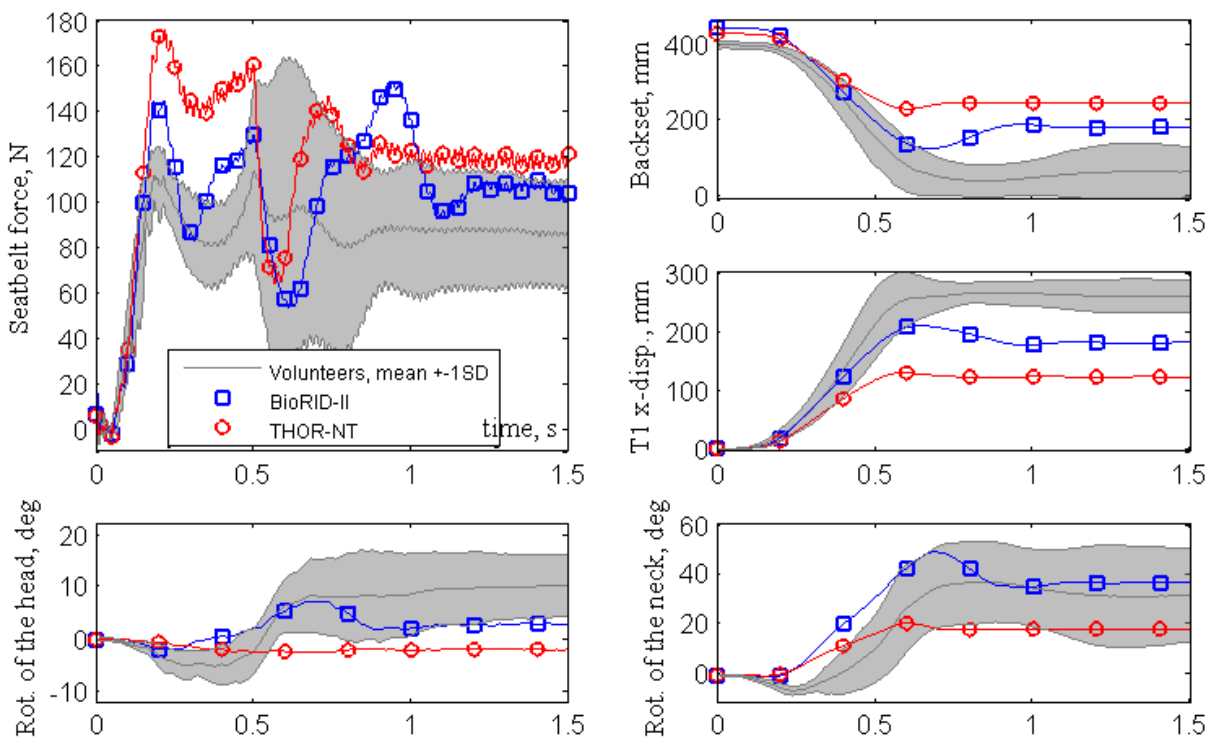 Seatbelt force, N
180
160
140
120
100
80
60
40
20
0
Volunteers, mean +-1SD
BioRID-II
THOR-NT
time, s
0 0.5 1 1.5
Backset, mm
400
200
0
0 0.5 1 1.5
T1 x-disp., mm
300
200
100
0
0 0.5 1 1.5
Rot. of the head, deg
20
10
0
-10
0 0.5 1 1.5
Rot. of the neck, deg
60
40
20
0
0 0.5 1 1.5